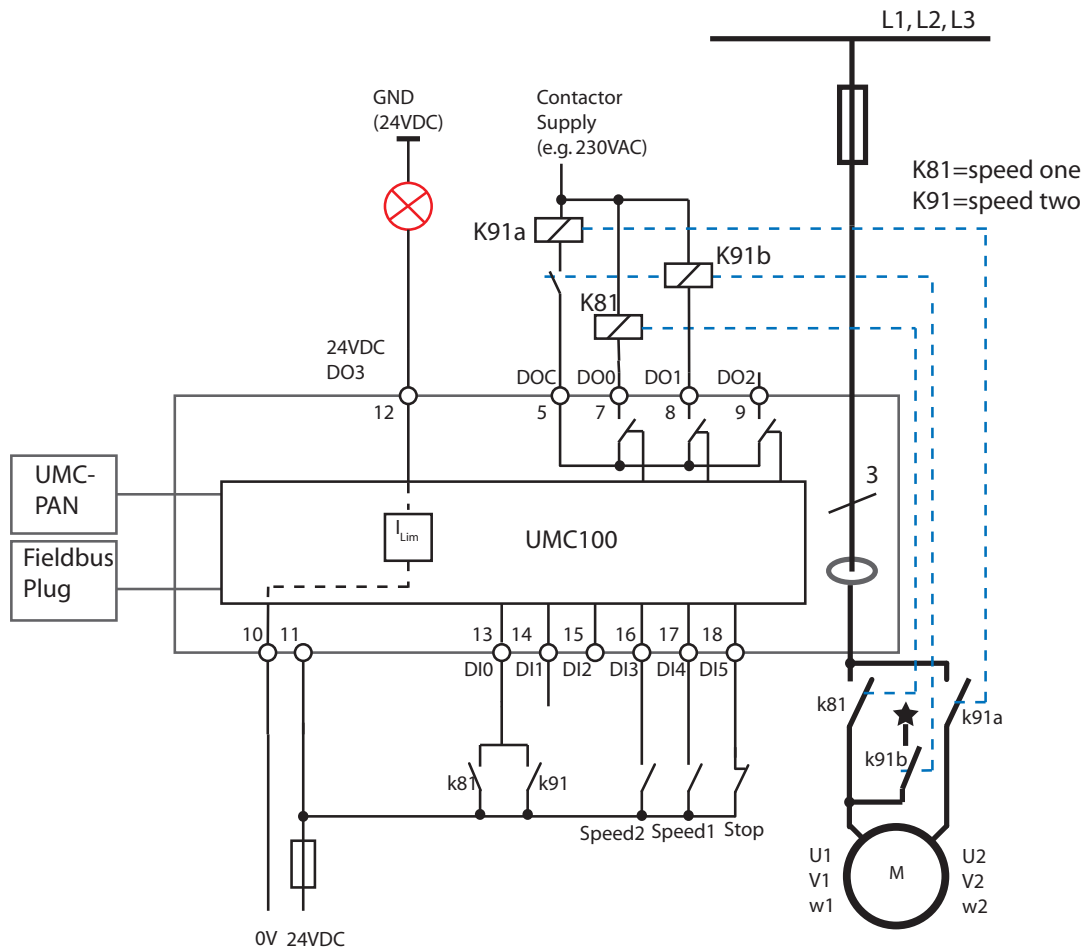 L1, L2, L3
GND
(24VDC)
Contactor
Supply
(e.g. 230VAC)
K81=speed one
K91=speed two
K91a
K91b
K81
24VDC
DO3
DOC
DO0
DO1
DO2
12
5
7
8
9
3
UMC-
PAN
Fieldbus
Plug
ILim
UMC100
10
11
13
14
15
16
17
18
DI0
DI1
DI2
DI3
DI4
DI5
k81
k91a
k91b
k81
k91
Speed2
Speed1
Stop
U1
V1
w1
M
U2
V2
w2
0V
24VDC